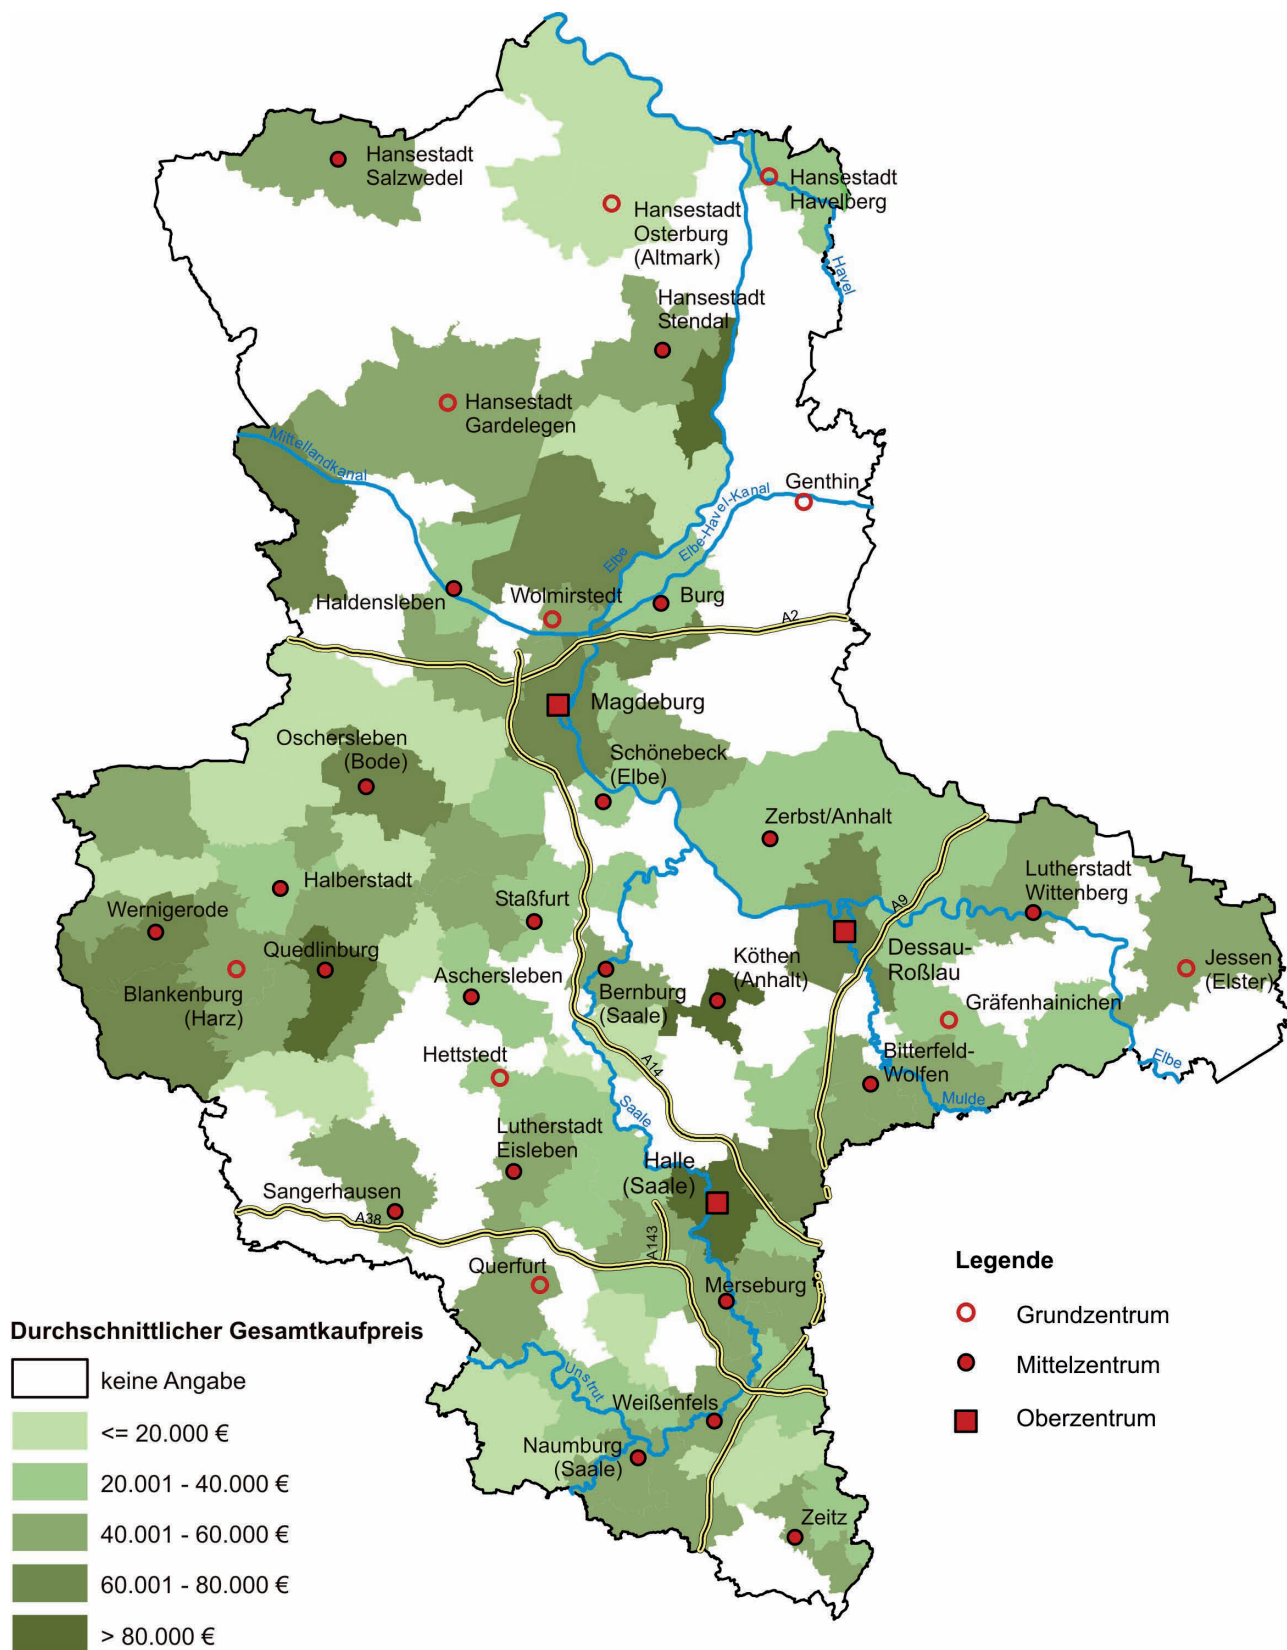 Hansestadt
Salzwedel
Hansestadt
Havelberg
Hansestadt
Osterburg
(Altmark)
Havel
Hansestadt
Stendal
Hansestadt
Gardelegen
Mittellandkanal
Genthin
Elbe-Havel-Kanal
Elbe
Haldensleben
Wolmirstedt
Burg
A2
Magdeburg
Oschersleben
(Bode)
Schönebeck
(Elbe)
Zerbst/Anhalt
Halberstadt
Lutherstadt
Wittenberg
Staßfurt
A9
Wernigerode
Quedlinburg
Dessau-
Roßlau
Köthen
(Anhalt)
Jessen
(Elster)
Aschersleben
Bernburg
(Saale)
Blankenburg
(Harz)
Gräfenhainichen
Hettstedt
Bitterfeld-
Wolfen
Elbe
A14
Mulde
Saale
Lutherstadt
Eisleben
Halle
(Saale)
Sangerhausen
A38
A143
Querfurt
Merseburg
Unstrut
Weißenfels
Naumburg
(Saale)
Zeitz
Legende
Grundzentrum
Mittelzentrum
Oberzentrum
Durchschnittlicher Gesamtkaufpreis
keine Angabe
<= 20.000 €
20.001 - 40.000 €
40.001 - 60.000 €
60.001 - 80.000 €
> 80.000 €